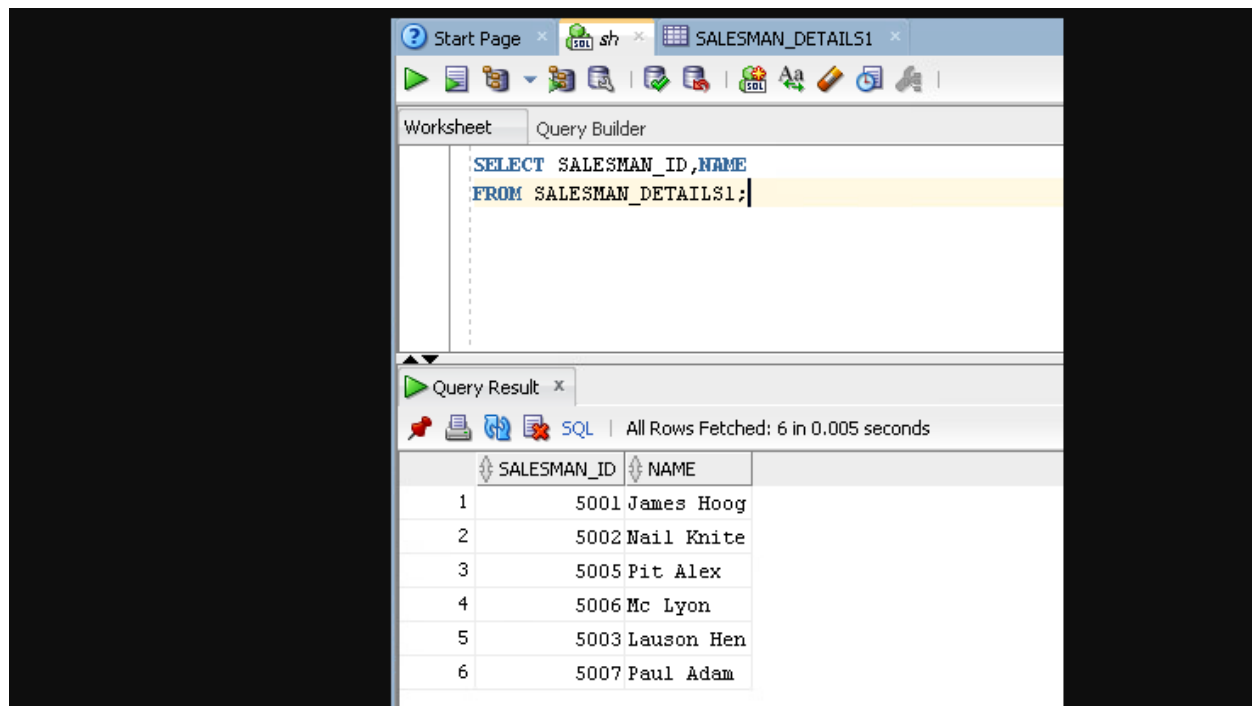 Start Page sh SALESMAN_DETAILS1
Worksheet Query Builder
SELECT SALESMAN_ID,NAME
FROM SALESMAN_DETAILS1;
Query Result
SQL | All Rows Fetched: 6 in 0.005 seconds
SALESMAN_ID NAME
1 5001 James Hoog
2 5002 Nail Knite
3 5005 Pit Alex
4 5006 Mc Lyon
5 5003 Lauson Hen
6 5007 Paul Adam